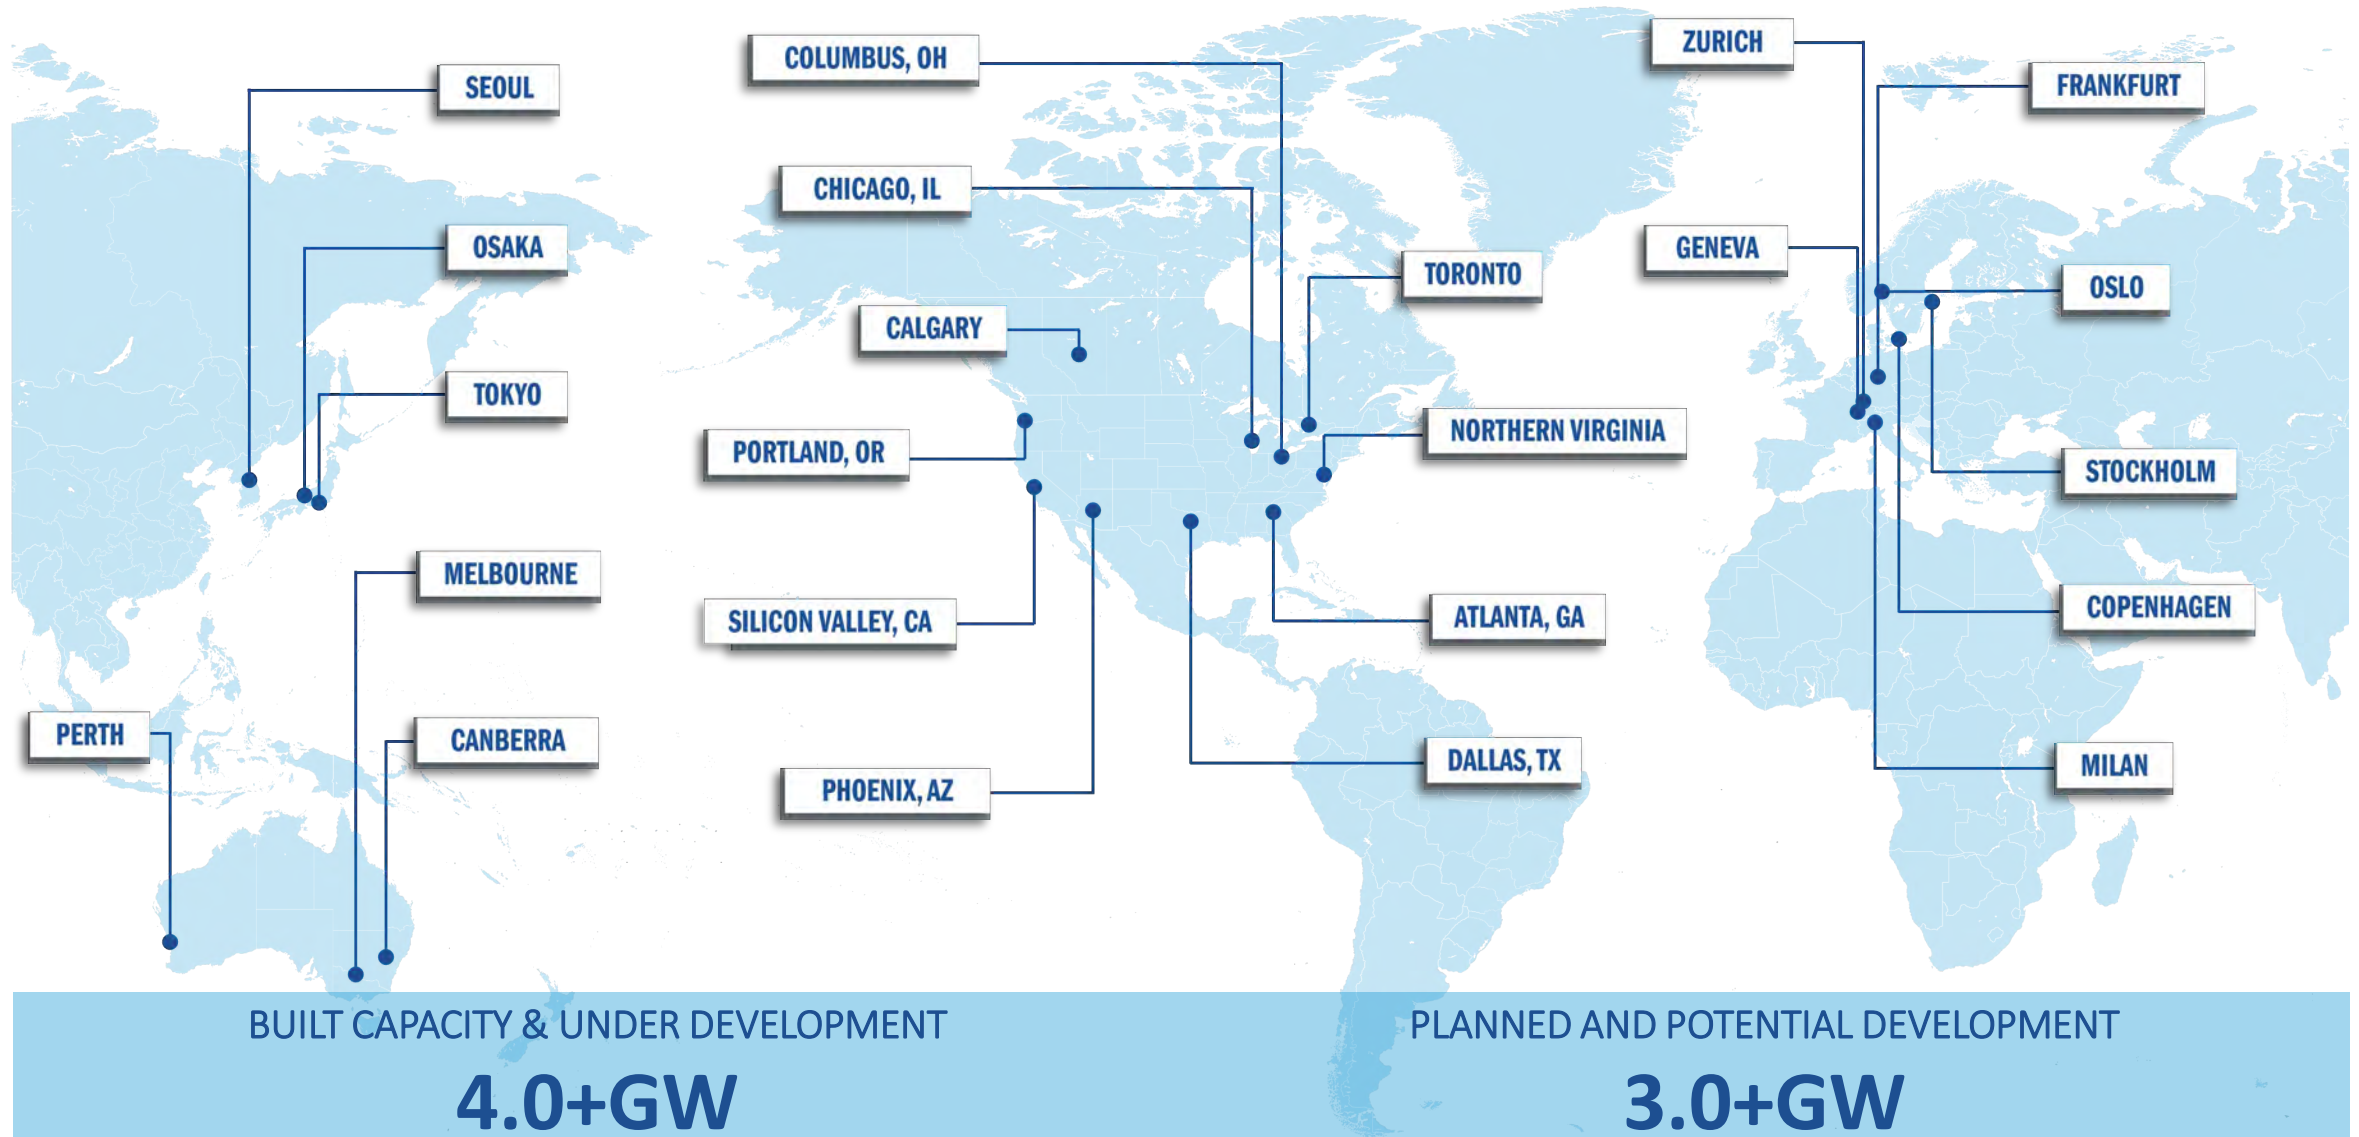 SEOUL
OSAKA
TOKYO
MELBOURNE
PERTH
CANBERRA
COLUMBUS, OH
CHICAGO, IL
CALGARY
TORONTO
PORTLAND, OR
NORTHERN VIRGINIA
SILICON VALLEY, CA
ATLANTA, GA
PHOENIX, AZ
DALLAS, TX
ZURICH
FRANKFURT
GENEVA
OSLO
STOCKHOLM
COPENHAGEN
MILAN
BUILT CAPACITY & UNDER DEVELOPMENT
4.0+GW
PLANNED AND POTENTIAL DEVELOPMENT
3.0+GW